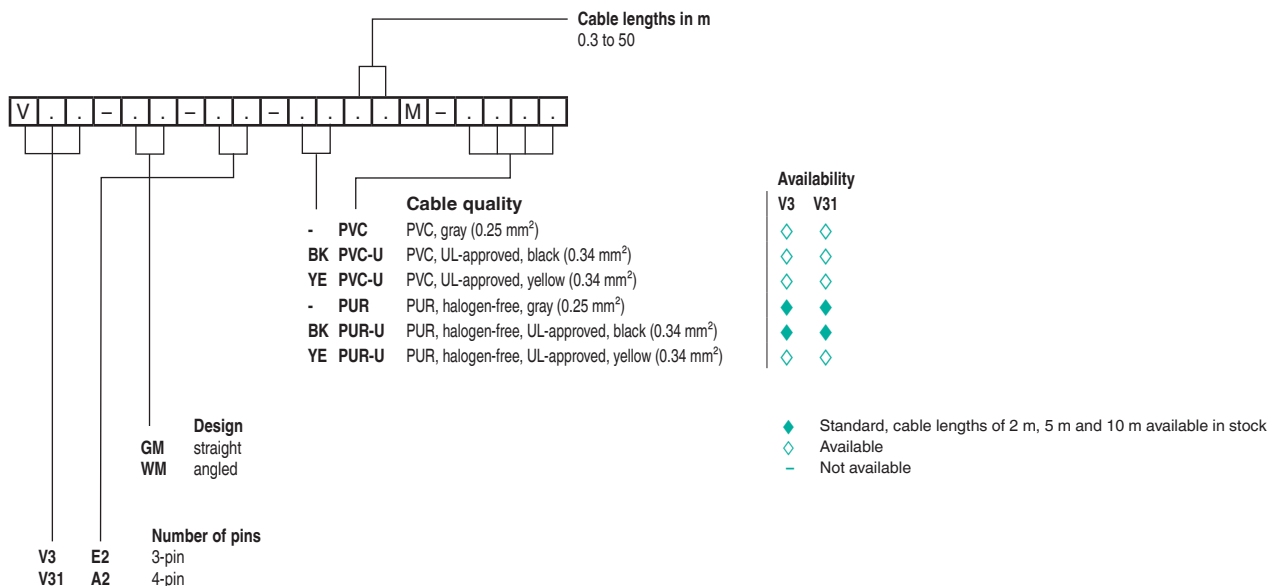 Cable lengths in m
0.3 to 50
V . . – . . – . . – . . . . M – . . . .
Availability
Cable quality V3 V31
- PVC PVC, gray (0.25 mm²) ◇ ◇
BK PVC-U PVC, UL-approved, black (0.34 mm²) ◇ ◇
YE PVC-U PVC, UL-approved, yellow (0.34 mm²) ◇ ◇
- PUR PUR, halogen-free, gray (0.25 mm²) ◆ ◆
BK PUR-U PUR, halogen-free, UL-approved, black (0.34 mm²) ◆ ◆
YE PUR-U PUR, halogen-free, UL-approved, yellow (0.34 mm²) ◇ ◇
Design
GM straight
WM angled
◆ Standard, cable lengths of 2 m, 5 m and 10 m available in stock
◇ Available
– Not available
Number of pins
V3 E2 3-pin
V31 A2 4-pin